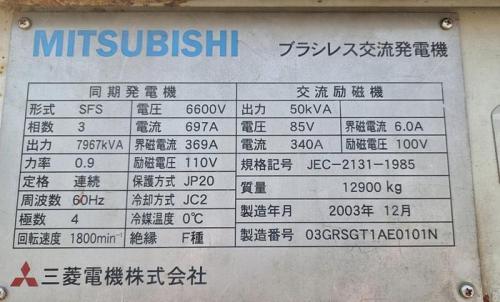 MITSUBISHI ブラシレス交流発電機
同期発電機 交流励磁機
形式 SFS 電圧 6600V 出力 50kVA
相数 3 電流 697A 電圧 85V 界磁電流 6.0A
出力 7967kVA 界磁電流 369A 電流 340A 励磁電圧 100V
力率 0.9 励磁電圧 110V 規格記号 JEC-2131-1985
定格 連続 保護方式 JP20 質量 12900 kg
周波数 60Hz 冷却方式 JC2
極数 4 冷媒温度 0℃ 製造年月 2003年 12月
回転速度 1800min⁻¹ 絶縁 F種 製造番号 03GRSGT1AE0101N
三菱電機株式会社